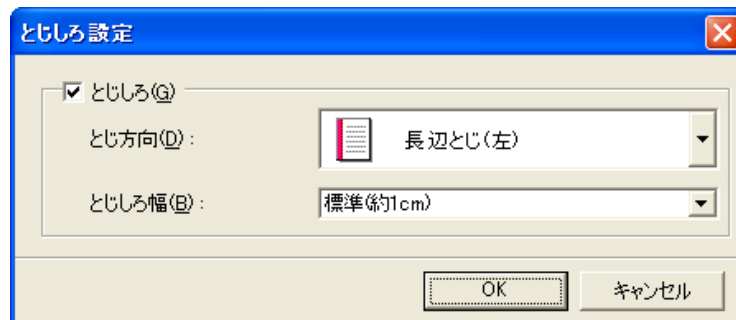 とじしろ設定
とじしろ(G)
とじ方向(D)：
長辺とじ(左)
とじしろ幅(B)：
標準(約1cm)
OK
キャンセル